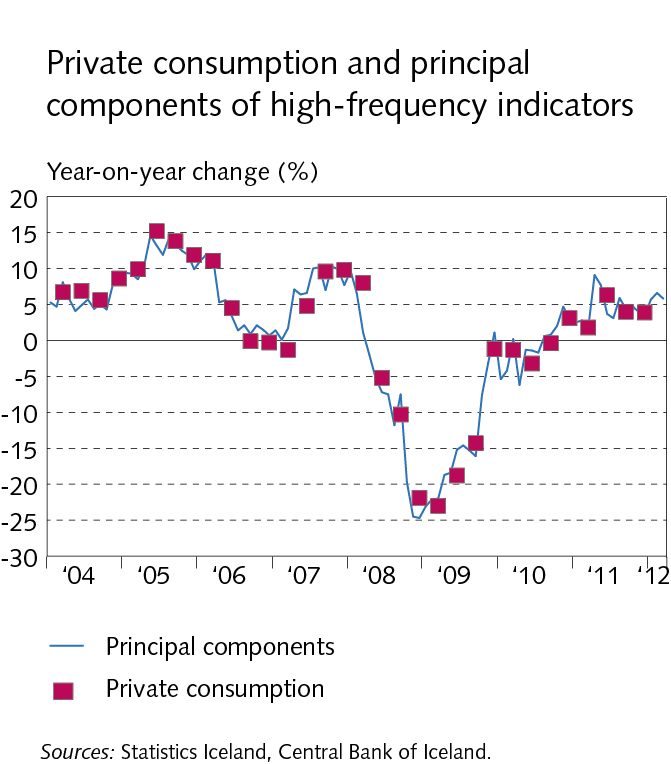 Private consumption and principal
components of high-frequency indicators
Year-on-year change (%)
20
15
10
5
0
-5
-10
-15
-20
-25
-30
‘04 ‘05 ‘06 ‘07 ‘08 ‘09 ‘10 ‘11 ‘12
Principal components
Private consumption
Sources: Statistics Iceland, Central Bank of Iceland.